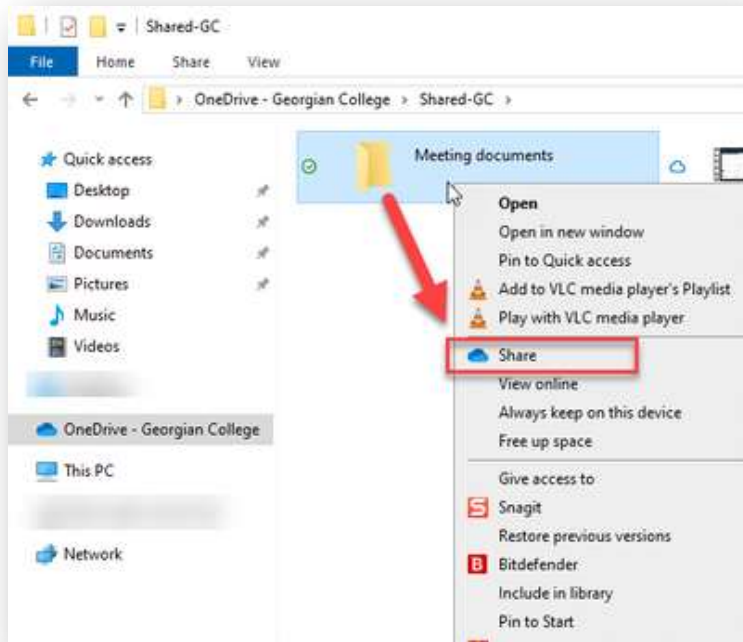 Shared-GC
File Home Share View
OneDrive - Georgian College > Shared-GC >
Quick access
Desktop
Downloads
Documents
Pictures
Music
Videos
OneDrive - Georgian College
This PC
Network
Meeting documents
Open
Open in new window
Pin to Quick access
Add to VLC media player's Playlist
Play with VLC media player
Share
View online
Always keep on this device
Free up space
Give access to
Snagit
Restore previous versions
Bitdefender
Include in library
Pin to Start